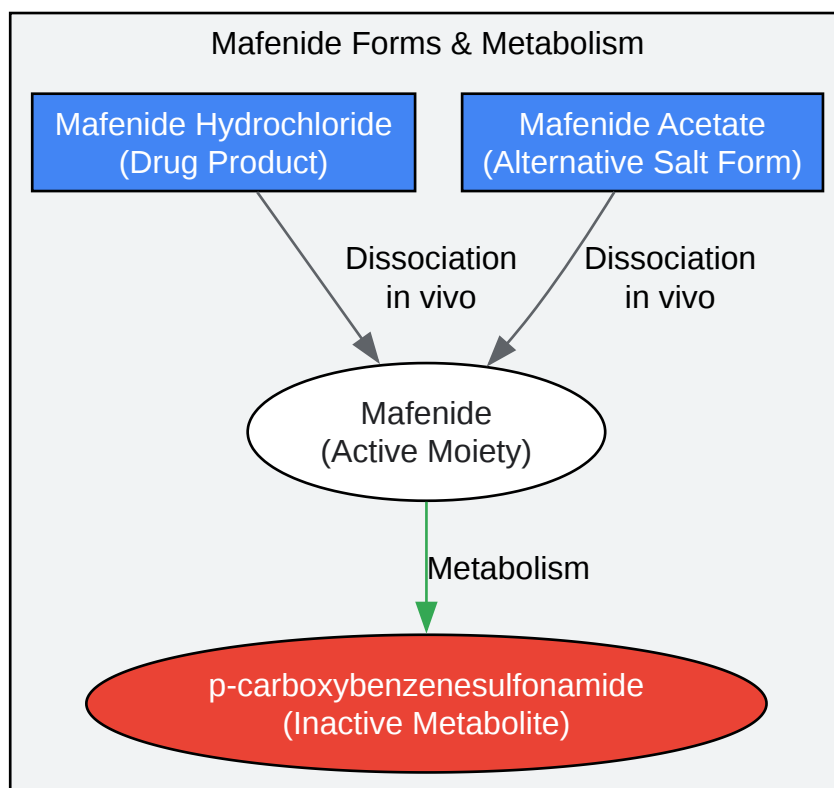 Mafenide Forms & Metabolism
Mafenide Hydrochloride
(Drug Product)
Mafenide Acetate
(Alternative Salt Form)
Dissociation
in vivo
Dissociation
in vivo
Mafenide
(Active Moiety)
Metabolism
p-carboxybenzenesulfonamide
(Inactive Metabolite)